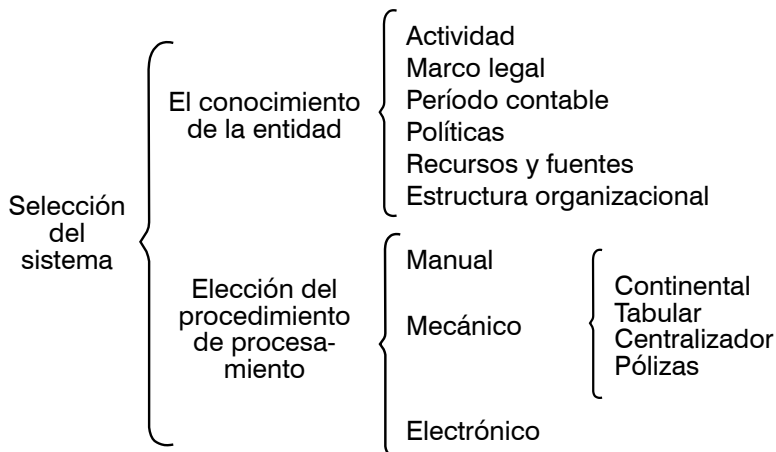 Selección
del
sistema
El conocimiento
de la entidad
Actividad
Marco legal
Período contable
Políticas
Recursos y fuentes
Estructura organizacional
Elección del
procedimiento
de procesa-
miento
Manual
Mecánico
Electrónico
Continental
Tabular
Centralizador
Pólizas